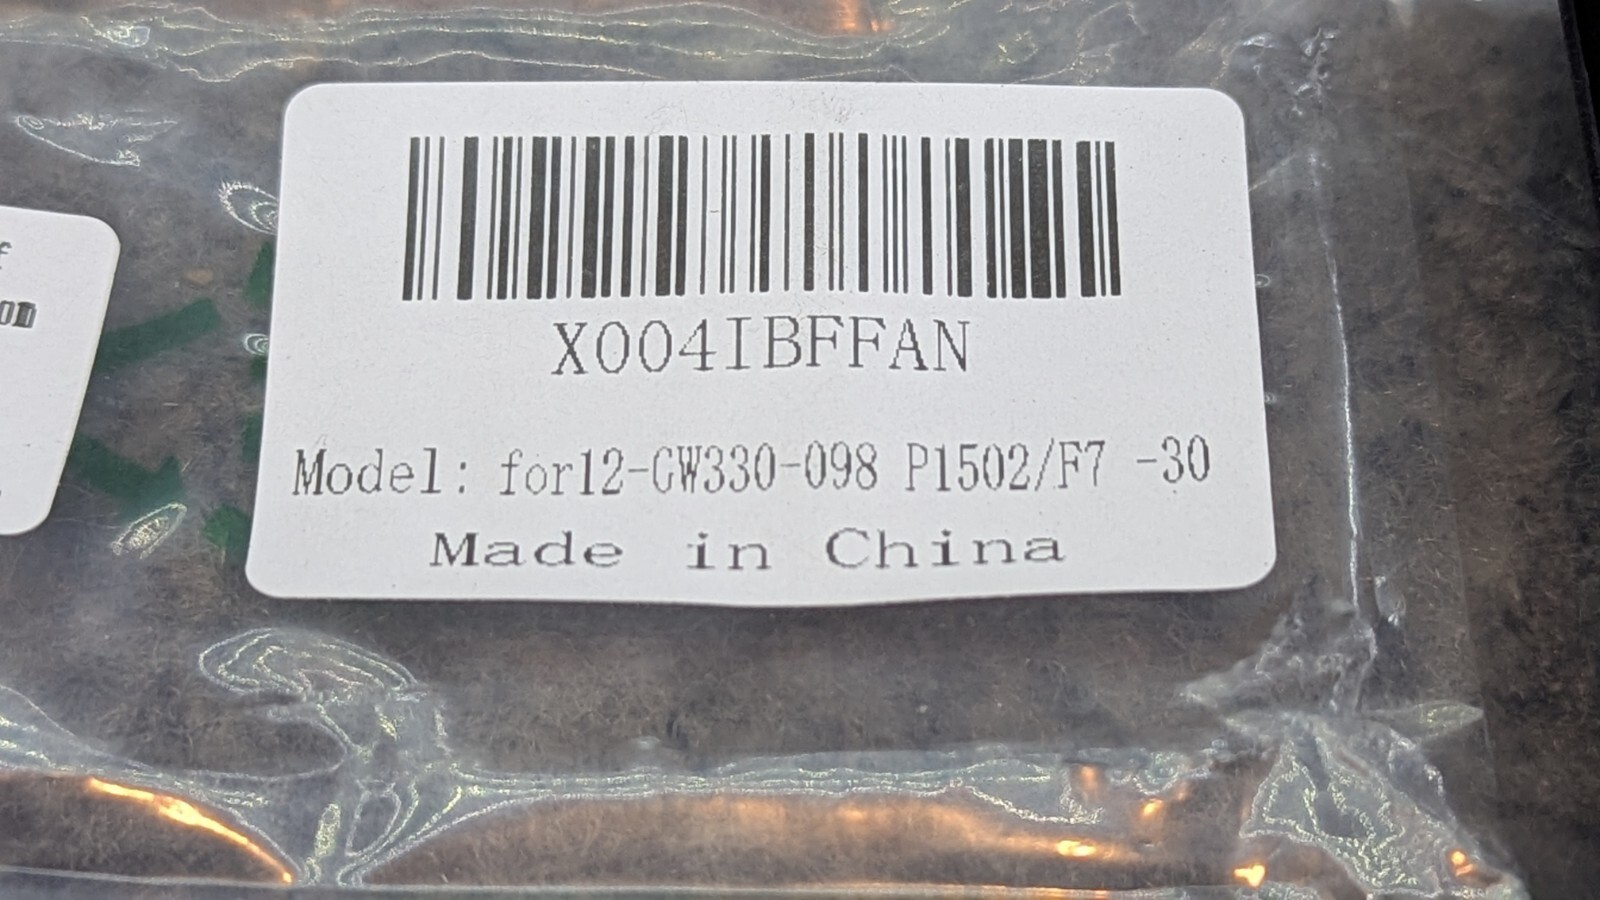 X004IBFFAN
Model: for12-GW330-098 P1502/F7 -30
Made in China